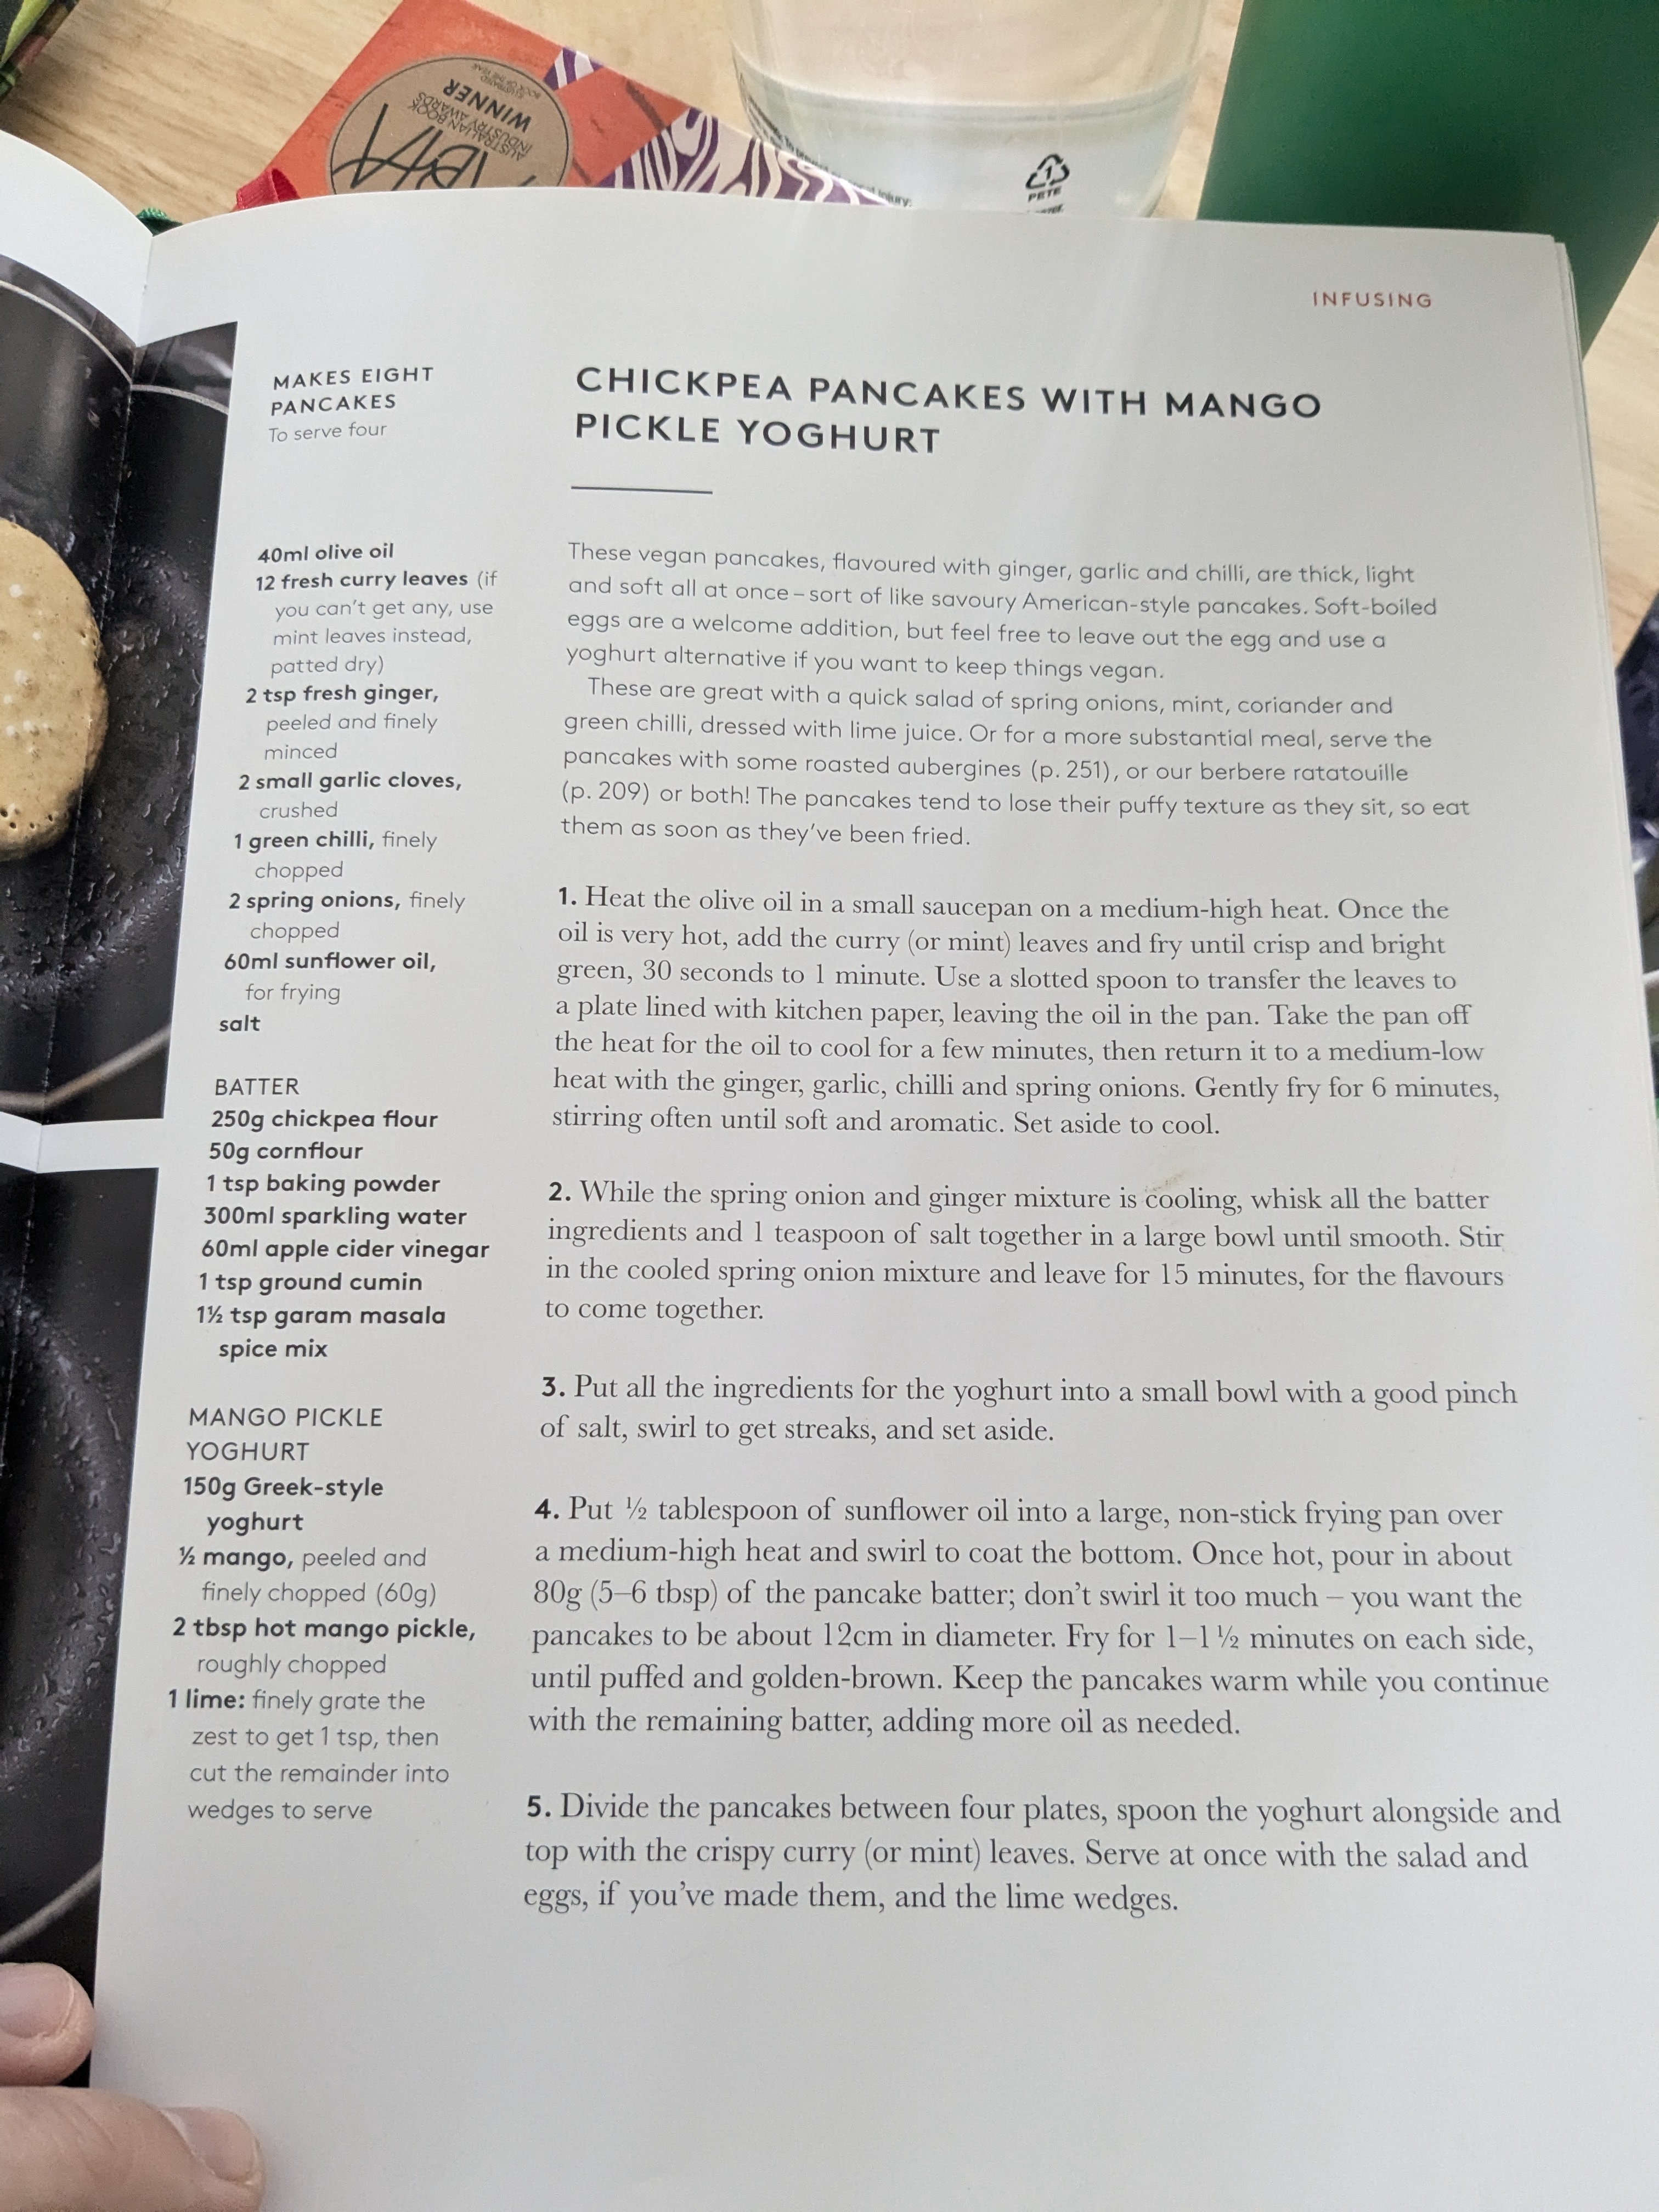 WINNER
AUSTRALIAN BOOK
INDUSTRY AWARDS
ABIA
1
PETE
INFUSING
MAKES EIGHT
PANCAKES
To serve four
CHICKPEA PANCAKES WITH MANGO
PICKLE YOGHURT
40ml olive oil
12 fresh curry leaves (if
you can't get any, use
mint leaves instead,
patted dry)
2 tsp fresh ginger,
peeled and finely
minced
2 small garlic cloves,
crushed
1 green chilli, finely
chopped
2 spring onions, finely
chopped
60ml sunflower oil,
for frying
salt
BATTER
250g chickpea flour
50g cornflour
1 tsp baking powder
300ml sparkling water
60ml apple cider vinegar
1 tsp ground cumin
1½ tsp garam masala
spice mix
MANGO PICKLE
YOGHURT
150g Greek-style
yoghurt
½ mango, peeled and
finely chopped (60g)
2 tbsp hot mango pickle,
roughly chopped
1 lime: finely grate the
zest to get 1 tsp, then
cut the remainder into
wedges to serve
These vegan pancakes, flavoured with ginger, garlic and chilli, are thick, light
and soft all at once – sort of like savoury American-style pancakes. Soft-boiled
eggs are a welcome addition, but feel free to leave out the egg and use a
yoghurt alternative if you want to keep things vegan.
These are great with a quick salad of spring onions, mint, coriander and
green chilli, dressed with lime juice. Or for a more substantial meal, serve the
pancakes with some roasted aubergines (p. 251), or our berbere ratatouille
(p. 209) or both! The pancakes tend to lose their puffy texture as they sit, so eat
them as soon as they've been fried.
1. Heat the olive oil in a small saucepan on a medium-high heat. Once the
oil is very hot, add the curry (or mint) leaves and fry until crisp and bright
green, 30 seconds to 1 minute. Use a slotted spoon to transfer the leaves to
a plate lined with kitchen paper, leaving the oil in the pan. Take the pan off
the heat for the oil to cool for a few minutes, then return it to a medium-low
heat with the ginger, garlic, chilli and spring onions. Gently fry for 6 minutes,
stirring often until soft and aromatic. Set aside to cool.
2. While the spring onion and ginger mixture is cooling, whisk all the batter
ingredients and 1 teaspoon of salt together in a large bowl until smooth. Stir
in the cooled spring onion mixture and leave for 15 minutes, for the flavours
to come together.
3. Put all the ingredients for the yoghurt into a small bowl with a good pinch
of salt, swirl to get streaks, and set aside.
4. Put ½ tablespoon of sunflower oil into a large, non-stick frying pan over
a medium-high heat and swirl to coat the bottom. Once hot, pour in about
80g (5–6 tbsp) of the pancake batter; don't swirl it too much – you want the
pancakes to be about 12cm in diameter. Fry for 1–1½ minutes on each side,
until puffed and golden-brown. Keep the pancakes warm while you continue
with the remaining batter, adding more oil as needed.
5. Divide the pancakes between four plates, spoon the yoghurt alongside and
top with the crispy curry (or mint) leaves. Serve at once with the salad and
eggs, if you've made them, and the lime wedges.